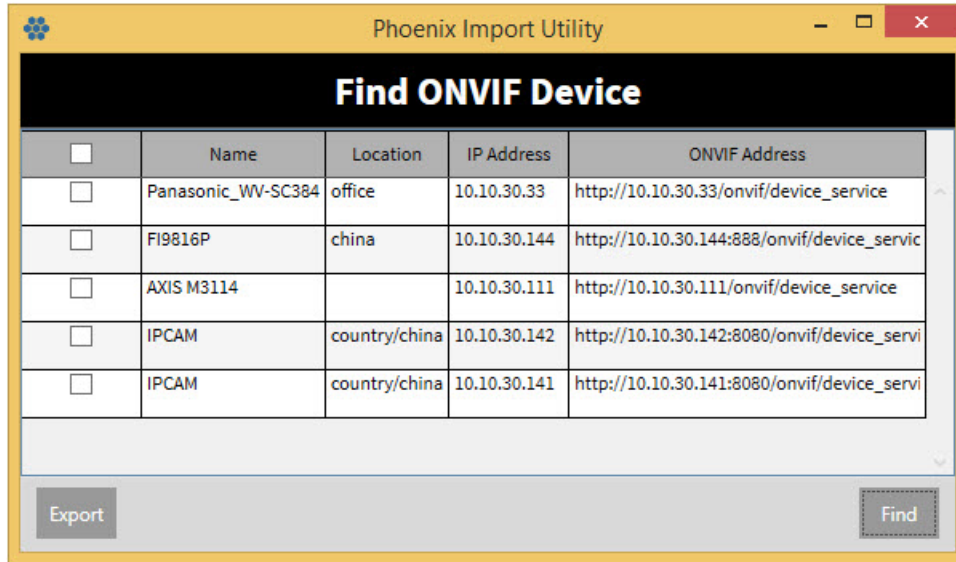 Phoenix Import Utility
Find ONVIF Device
Name Location IP Address ONVIF Address
Panasonic_WV-SC384 office 10.10.30.33 http://10.10.30.33/onvif/device_service
FI9816P china 10.10.30.144 http://10.10.30.144:888/onvif/device_servic
AXIS M3114 10.10.30.111 http://10.10.30.111/onvif/device_service
IPCAM country/china 10.10.30.142 http://10.10.30.142:8080/onvif/device_servi
IPCAM country/china 10.10.30.141 http://10.10.30.141:8080/onvif/device_servi
Export Find